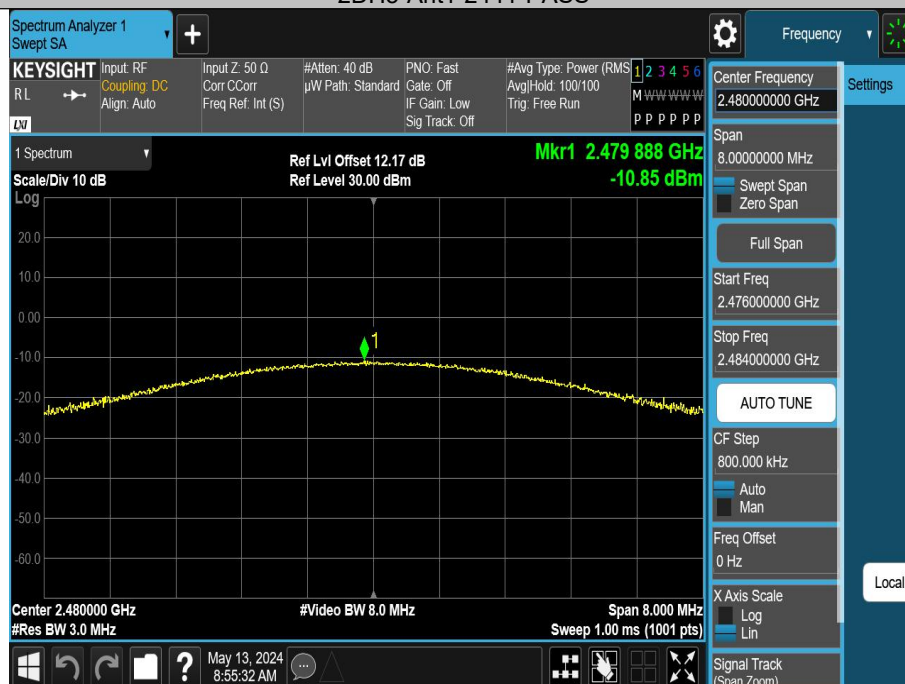 Spectrum Analyzer 1
Swept SA
+
Frequency
KEYSIGHT
RL
LXI
Input: RF
Coupling: DC
Align: Auto
Input Z: 50 Ω
Corr CCorr
Freq Ref: Int (S)
#Atten: 40 dB
µW Path: Standard
PNO: Fast
Gate: Off
IF Gain: Low
Sig Track: Off
#Avg Type: Power (RMS
Avg|Hold: 100/100
Trig: Free Run
1 2 3 4 5 6
M W W W W W
P P P P P P
1 Spectrum
Scale/Div 10 dB
Log
Ref Lvl Offset 12.17 dB
Ref Level 30.00 dBm
Mkr1 2.479 888 GHz
-10.85 dBm
20.0
10.0
0.00
-10.0
-20.0
-30.0
-40.0
-50.0
-60.0
1
Center 2.480000 GHz
#Res BW 3.0 MHz
#Video BW 8.0 MHz
Span 8.000 MHz
Sweep 1.00 ms (1001 pts)
Center Frequency
2.480000000 GHz
Settings
Span
8.00000000 MHz
Swept Span
Zero Span
Full Span
Start Freq
2.476000000 GHz
Stop Freq
2.484000000 GHz
AUTO TUNE
CF Step
800.000 kHz
Auto
Man
Freq Offset
0 Hz
X Axis Scale
Log
Lin
Local
Signal Track
(Span Zoom)
?
May 13, 2024
8:55:32 AM